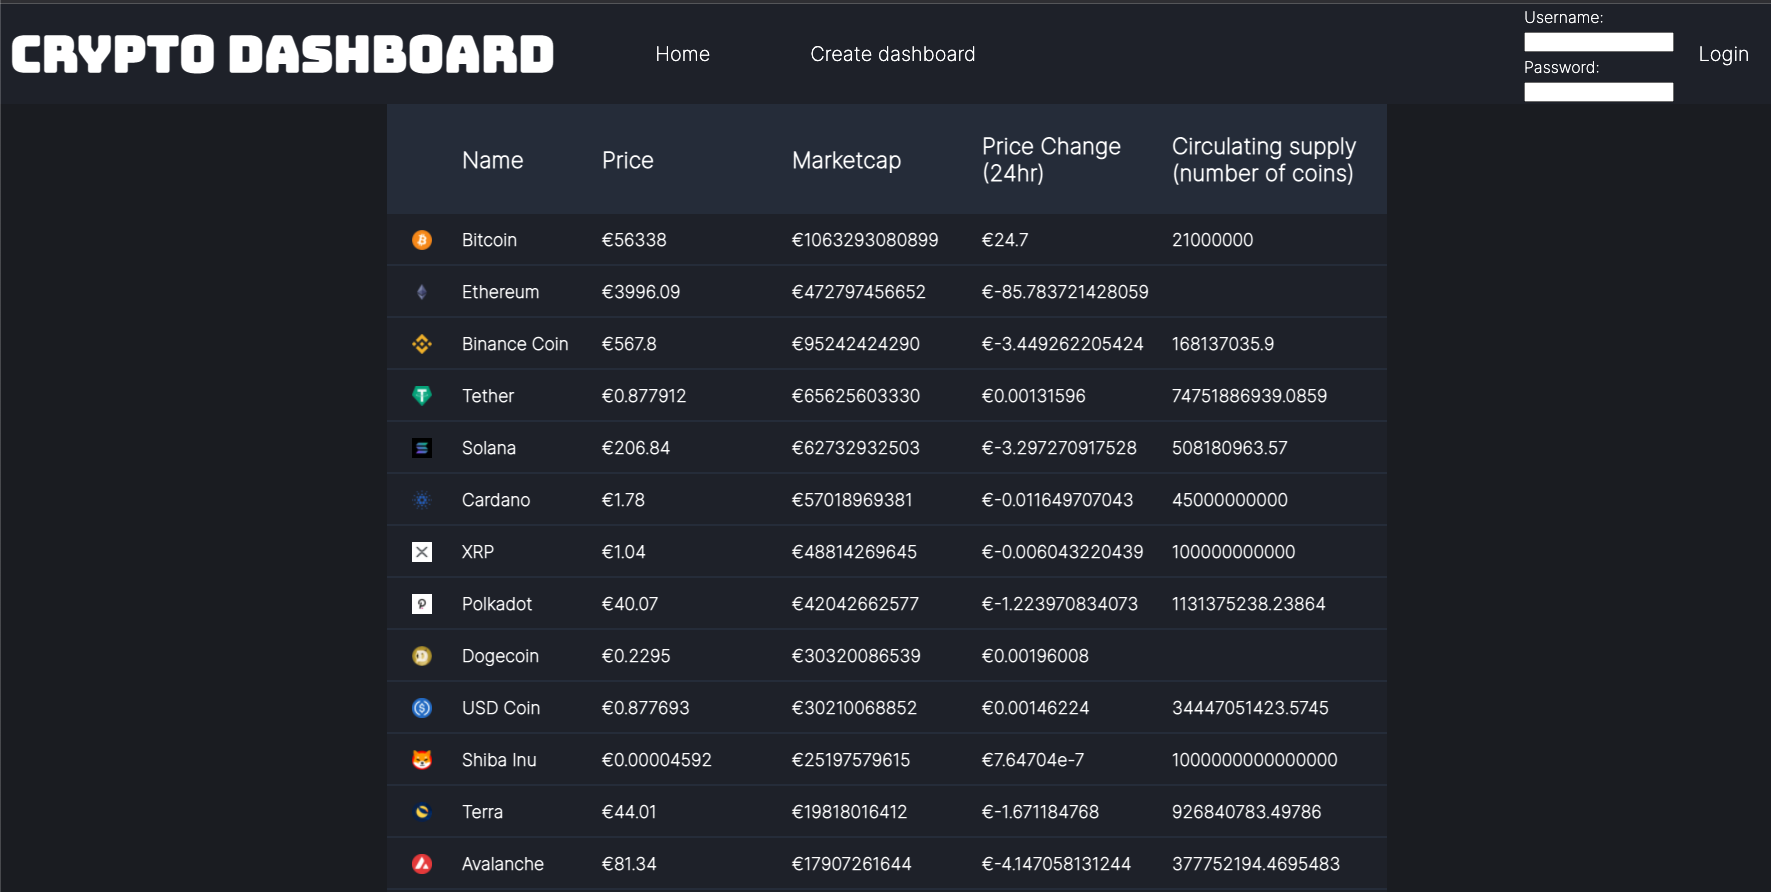 CRYPTO DASHBOARD
Home
Create dashboard
Username:
Password:
Login
Name Price Marketcap Price Change (24hr) Circulating supply (number of coins)
Bitcoin €56338 €1063293080899 €24.7 21000000
Ethereum €3996.09 €472797456652 €-85.783721428059
Binance Coin €567.8 €95242424290 €-3.449262205424 168137035.9
Tether €0.877912 €65625603330 €0.00131596 74751886939.0859
Solana €206.84 €62732932503 €-3.297270917528 508180963.57
Cardano €1.78 €57018969381 €-0.011649707043 45000000000
XRP €1.04 €48814269645 €-0.006043220439 100000000000
Polkadot €40.07 €42042662577 €-1.223970834073 1131375238.23864
Dogecoin €0.2295 €30320086539 €0.00196008
USD Coin €0.877693 €30210068852 €0.00146224 34447051423.5745
Shiba Inu €0.00004592 €25197579615 €7.64704e-7 1000000000000000
Terra €44.01 €19818016412 €-1.671184768 926840783.49786
Avalanche €81.34 €17907261644 €-4.147058131244 377752194.4695483